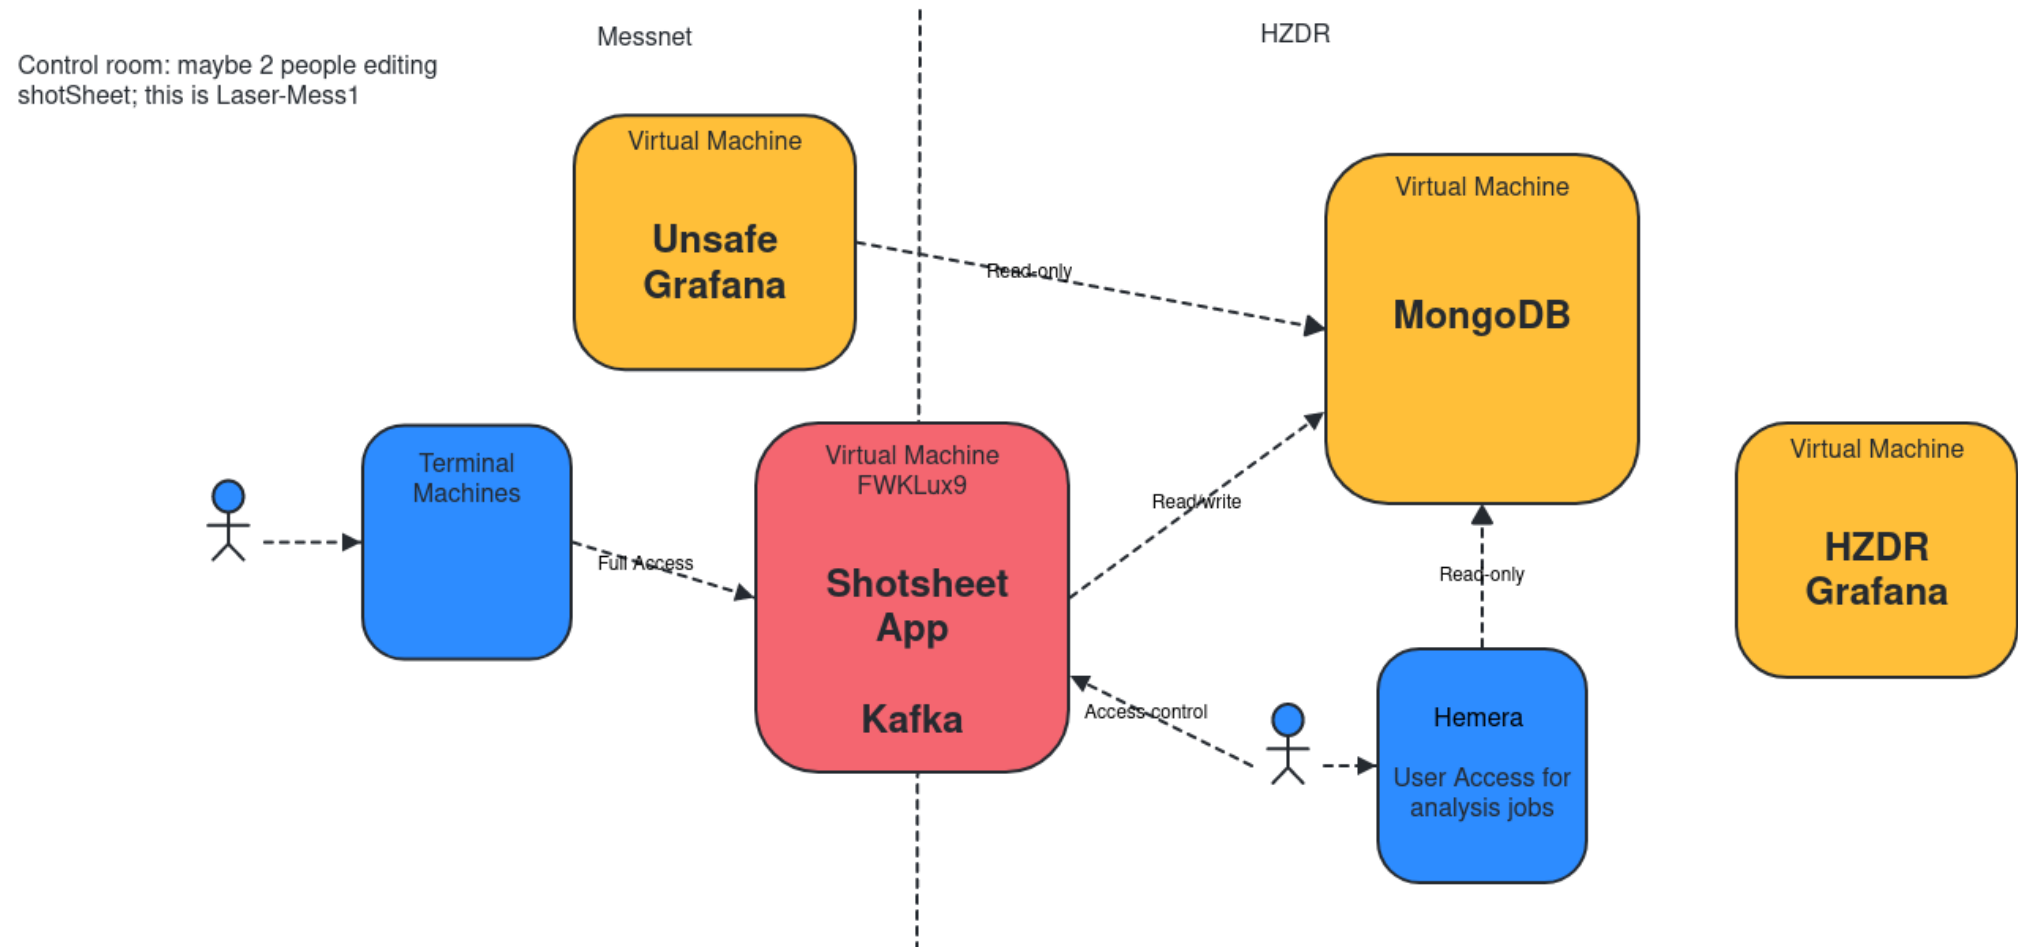 Messnet
HZDR
Control room: maybe 2 people editing
shotSheet; this is Laser-Mess1
Virtual Machine
Unsafe
Grafana
Read-only
Virtual Machine
MongoDB
Terminal
Machines
Full Access
Virtual Machine
FWKLux9
Shotsheet
App
Kafka
Read/write
Access control
Read-only
Hemera
User Access for
analysis jobs
Virtual Machine
HZDR
Grafana